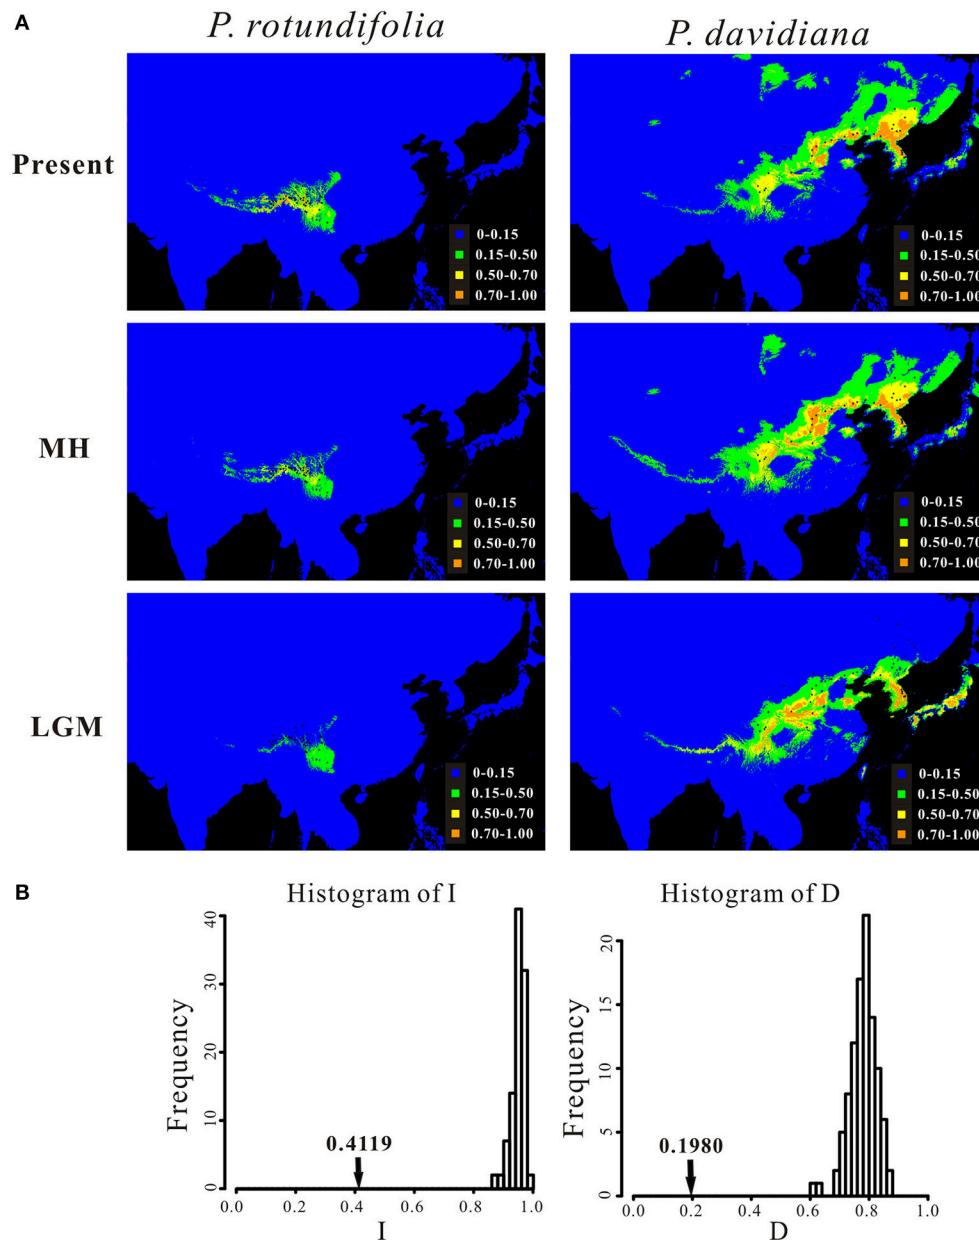 A
P. rotundifolia
P. davidiana
Present
0-0.15
0.15-0.50
0.50-0.70
0.70-1.00
0-0.15
0.15-0.50
0.50-0.70
0.70-1.00
MH
0-0.15
0.15-0.50
0.50-0.70
0.70-1.00
0-0.15
0.15-0.50
0.50-0.70
0.70-1.00
LGM
0-0.15
0.15-0.50
0.50-0.70
0.70-1.00
0-0.15
0.15-0.50
0.50-0.70
0.70-1.00
B
Histogram of I
Frequency
40
30
20
10
0
0.4119
0.0 0.2 0.4 0.6 0.8 1.0
I
Histogram of D
Frequency
20
15
10
5
0
0.1980
0.0 0.2 0.4 0.6 0.8 1.0
D